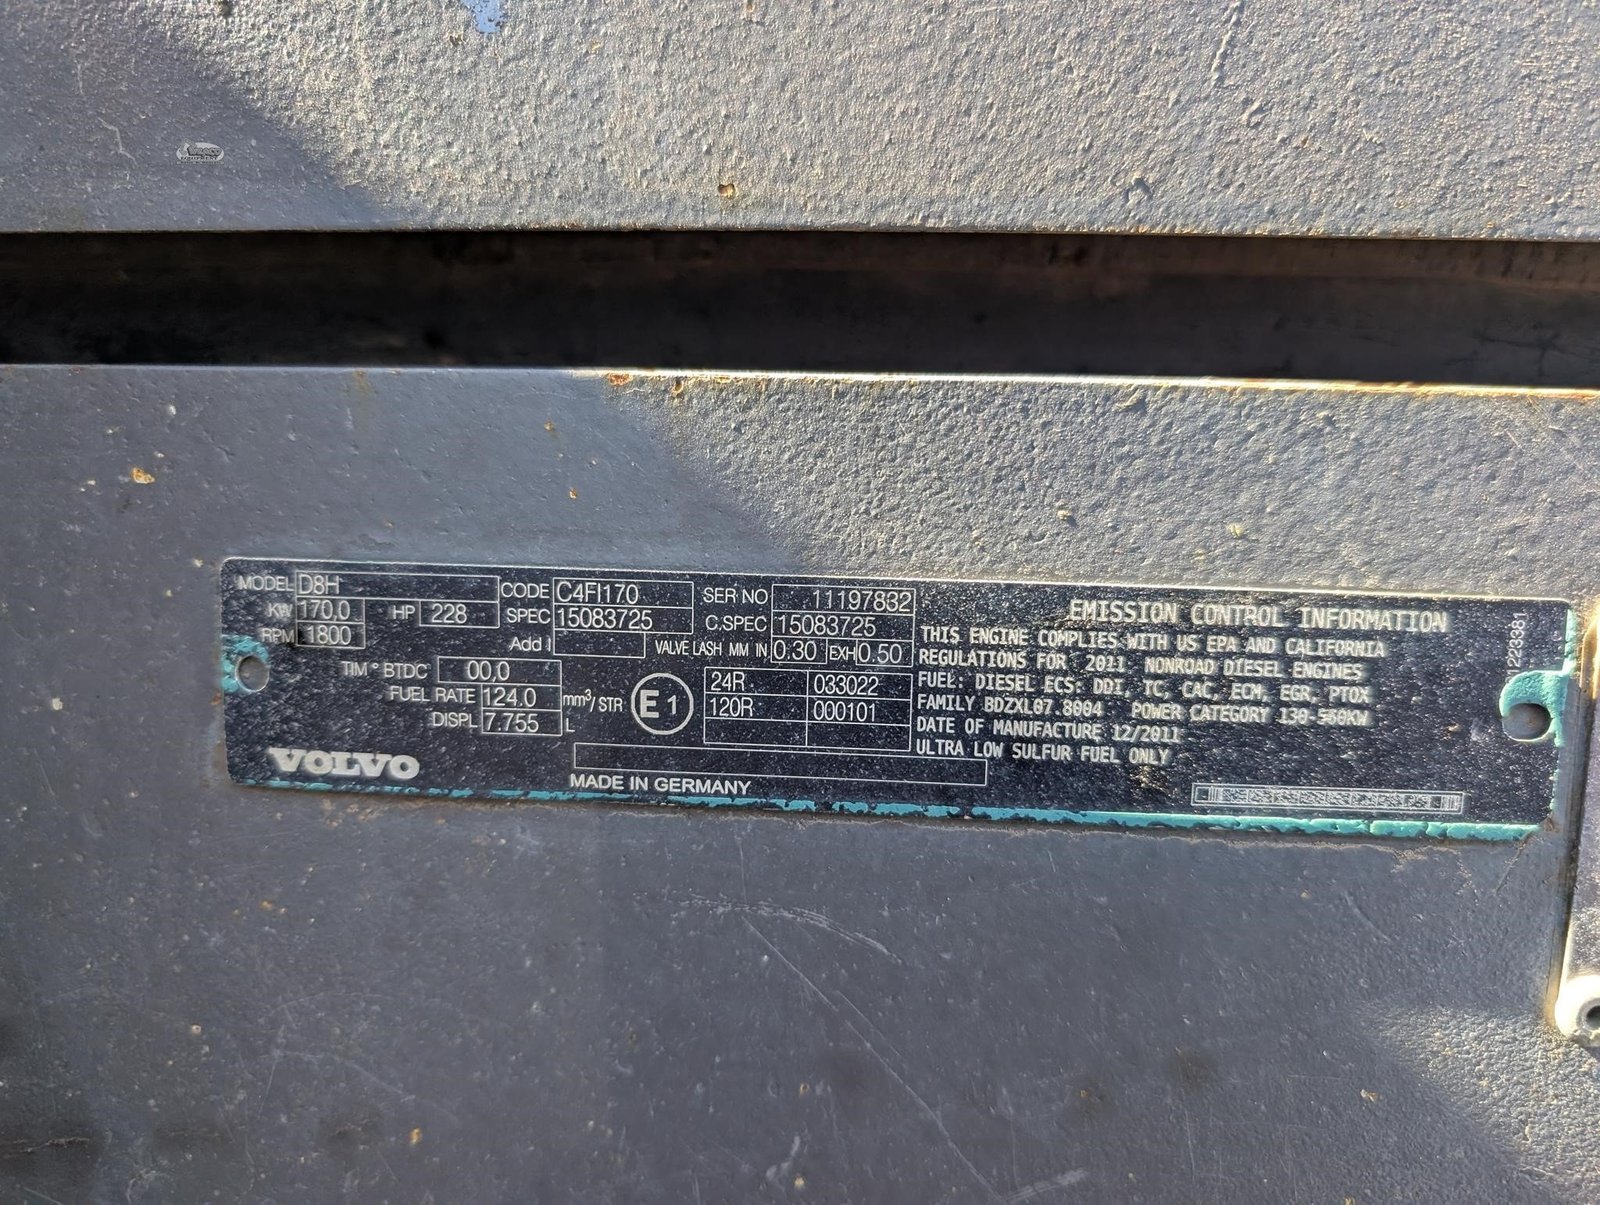 MODEL D8H
KW 170,0 HP 228
RPM 1800
CODE C4FI170
SPEC 15083725
Add I
SER NO 11197832
C.SPEC 15083725
VALVE LASH MM IN 0.30 EXH 0.50
TIM ° BTDC 00,0
FUEL RATE 124.0 mm³/STR
DISPL 7.755 L
E1
24R 033022
120R 000101
VOLVO
MADE IN GERMANY
EMISSION CONTROL INFORMATION
THIS ENGINE COMPLIES WITH US EPA AND CALIFORNIA
REGULATIONS FOR 2011. NONROAD DIESEL ENGINES
FUEL: DIESEL ECS: DDI, TC, CAC, ECM, EGR, PTOX
FAMILY BDZXL07.8004 POWER CATEGORY 130-560KW
DATE OF MANUFACTURE 12/2011
ULTRA LOW SULFUR FUEL ONLY
1223381